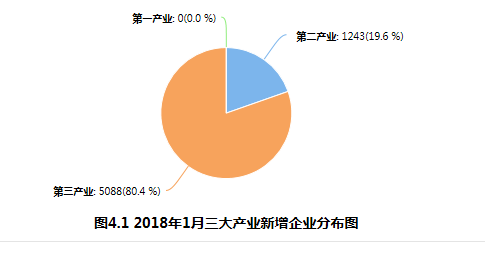 第一产业: 0(0.0 %)
第二产业: 1243(19.6 %)
第三产业: 5088(80.4 %)
图4.1 2018年1月三大产业新增企业分布图